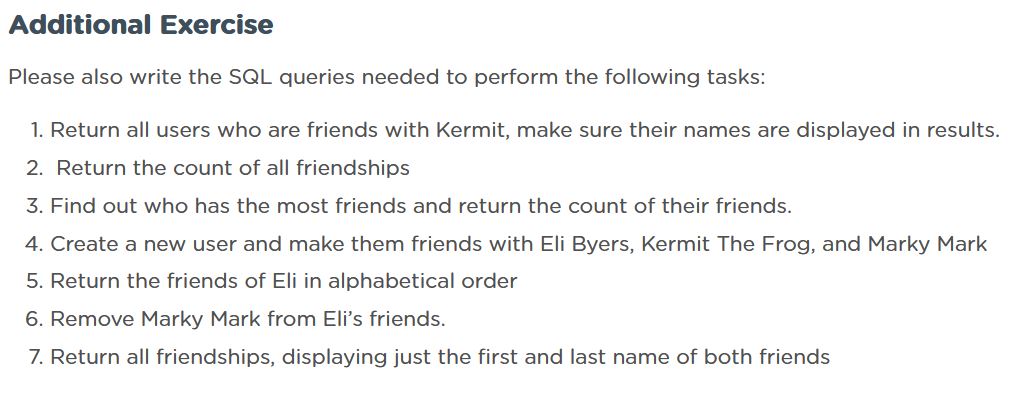 Additional Exercise
Please also write the SQL queries needed to perform the following tasks:
1. Return all users who are friends with Kermit, make sure their names are displayed in results.
2. Return the count of all friendships
3. Find out who has the most friends and return the count of their friends.
4. Create a new user and make them friends with Eli Byers, Kermit The Frog, and Marky Mark
5. Return the friends of Eli in alphabetical order
6. Remove Marky Mark from Eli’s friends.
7. Return all friendships, displaying just the first and last name of both friends